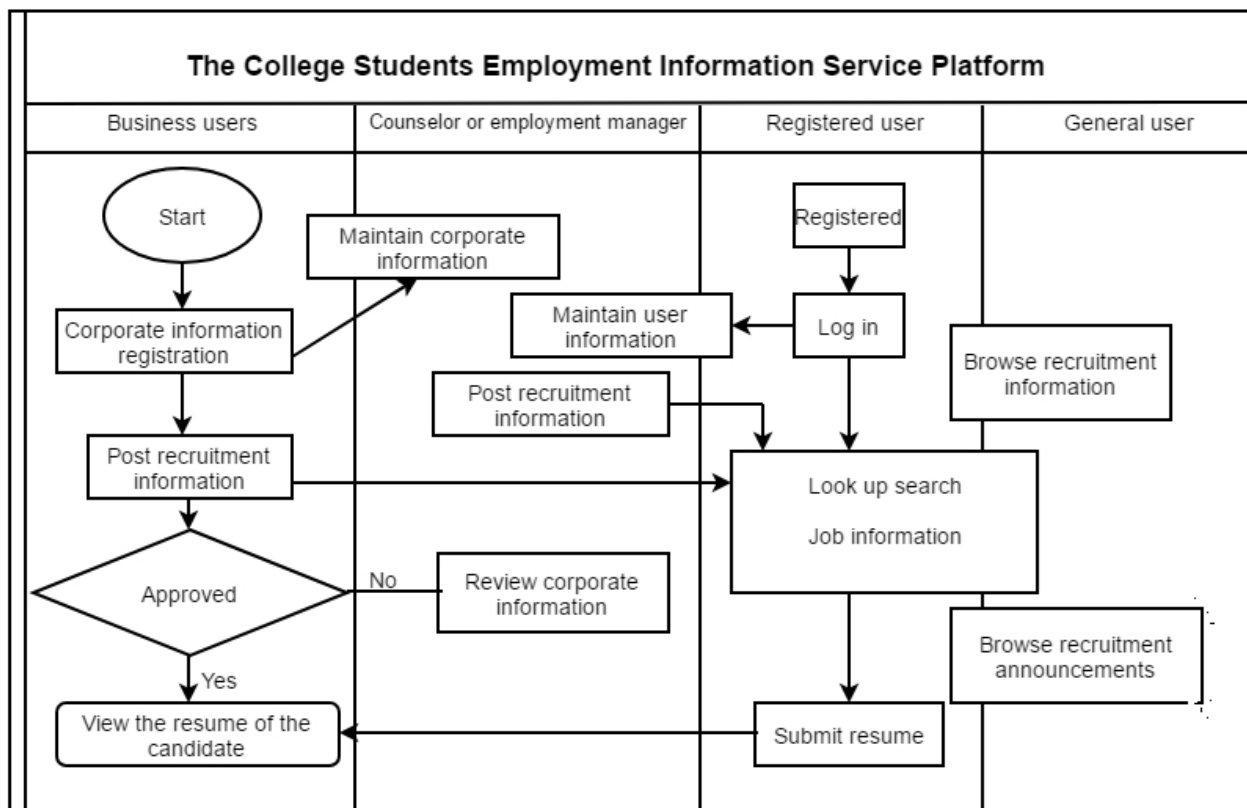 The College Students Employment Information Service Platform
Business users
Counselor or employment manager
Registered user
General user
Start
Maintain corporate
information
Registered
Corporate information
registration
Maintain user
information
Log in
Browse recruitment
information
Post recruitment
information
Post recruitment
information
Look up search
Job information
Approved
No
Review corporate
information
Browse recruitment
announcements
Yes
View the resume of the
candidate
Submit resume